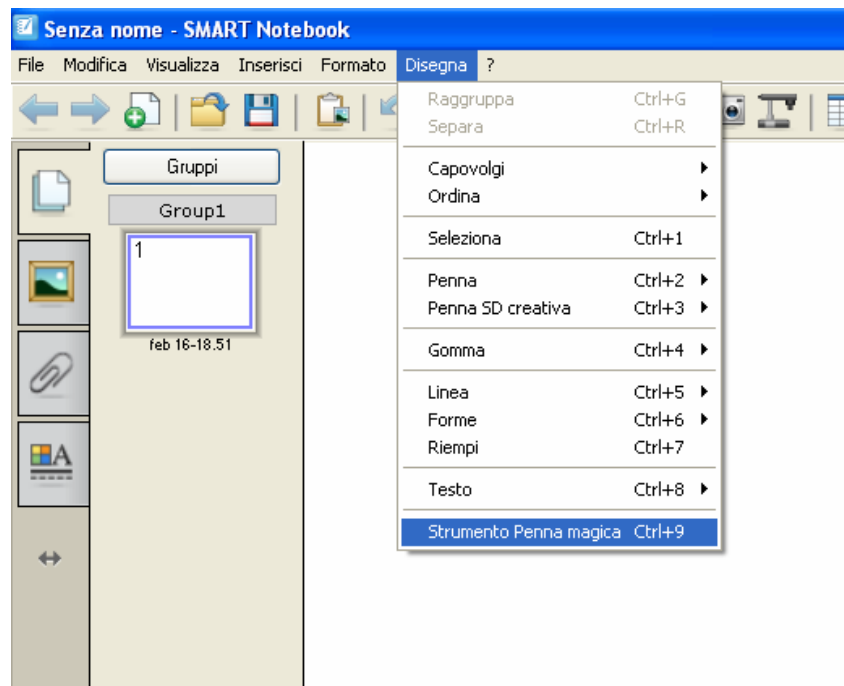 Senza nome - SMART Notebook
File Modifica Visualizza Inserisci Formato Disegna ?
Raggruppa Ctrl+G
Separa Ctrl+R
Capovolgi
Ordina
Seleziona Ctrl+1
Penna Ctrl+2
Penna SD creativa Ctrl+3
Gomma Ctrl+4
Linea Ctrl+5
Forme Ctrl+6
Riempi Ctrl+7
Testo Ctrl+8
Strumento Penna magica Ctrl+9
Gruppi
Group1
1
feb 16-18.51
A